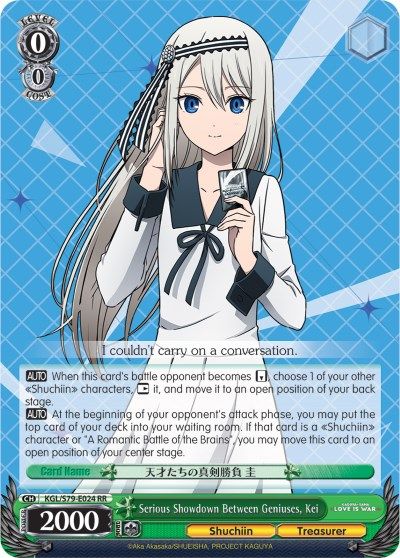 LEVEL
0
0
COST
I couldn't carry on a conversation.
AUTO When this card's battle opponent becomes , choose 1 of your other
«Shuchiin» characters, it, and move it to an open position of your back
stage.
AUTO At the beginning of your opponent's attack phase, you may put the
top card of your deck into your waiting room. If that card is a «Shuchiin»
character or "A Romantic Battle of the Brains", you may move this card to an
open position of your center stage.
Card Name 天才たちの真剣勝負 圭
CH KGL/S79-E024 RR Serious Showdown Between Geniuses, Kei
KAGUYA-SAMA
LOVE IS WAR
POWER 2000 Shuchiin Treasurer
©Aka Akasaka/SHUEISHA, PROJECT KAGUYA